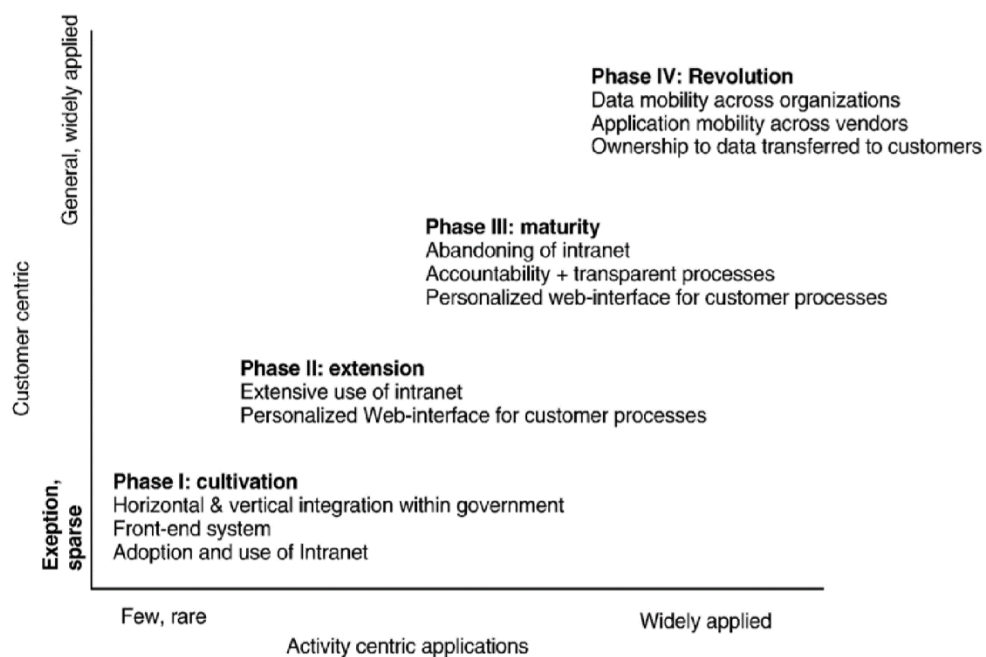 General, widely applied
Customer centric
Exeption,
sparse
Phase IV: Revolution
Data mobility across organizations
Application mobility across vendors
Ownership to data transferred to customers
Phase III: maturity
Abandoning of intranet
Accountability + transparent processes
Personalized web-interface for customer processes
Phase II: extension
Extensive use of intranet
Personalized Web-interface for customer processes
Phase I: cultivation
Horizontal & vertical integration within government
Front-end system
Adoption and use of Intranet
Few, rare
Widely applied
Activity centric applications